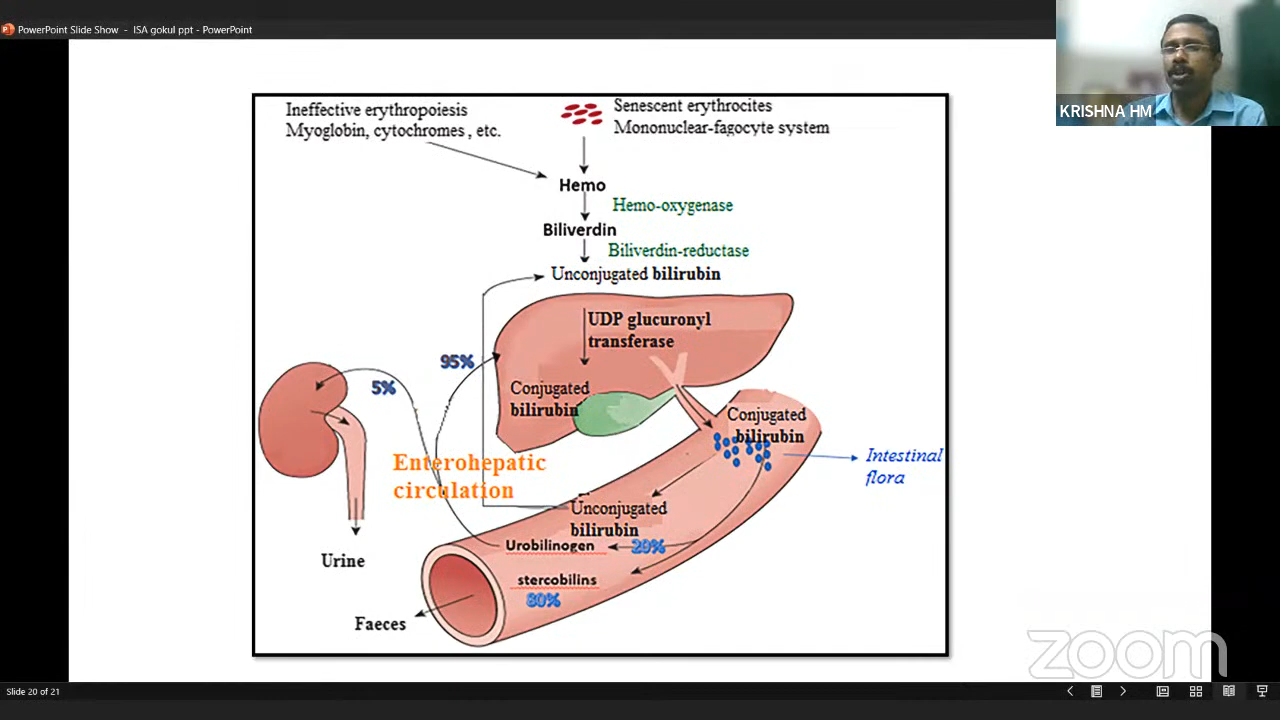 PowerPoint Slide Show - ISA gokul ppt - PowerPoint
KRISHNA HM
Ineffective erythropoiesis
Myoglobin, cytochromes , etc.
Senescent erythrocites
Mononuclear-fagocyte system
Hemo
Hemo-oxygenase
Biliverdin
Biliverdin-reductase
Unconjugated bilirubin
UDP glucuronyl
transferase
95%
5%
Conjugated
bilirubin
Conjugated
bilirubin
Intestinal
flora
Enterohepatic
circulation
Unconjugated
bilirubin
Urobilinogen
20%
stercobilins
80%
Urine
Faeces
zoom
Slide 20 of 21